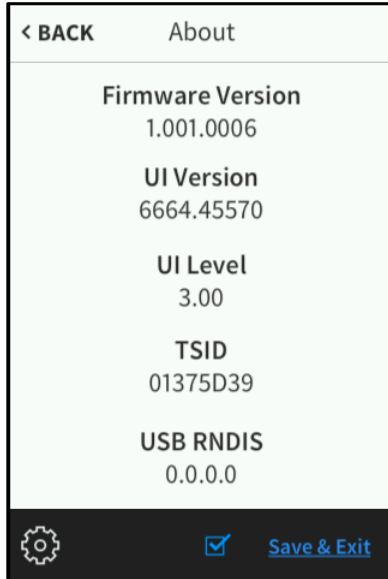 < BACK About
Firmware Version
1.001.0006
UI Version
6664.45570
UI Level
3.00
TSID
01375D39
USB RNDIS
0.0.0.0
Save & Exit